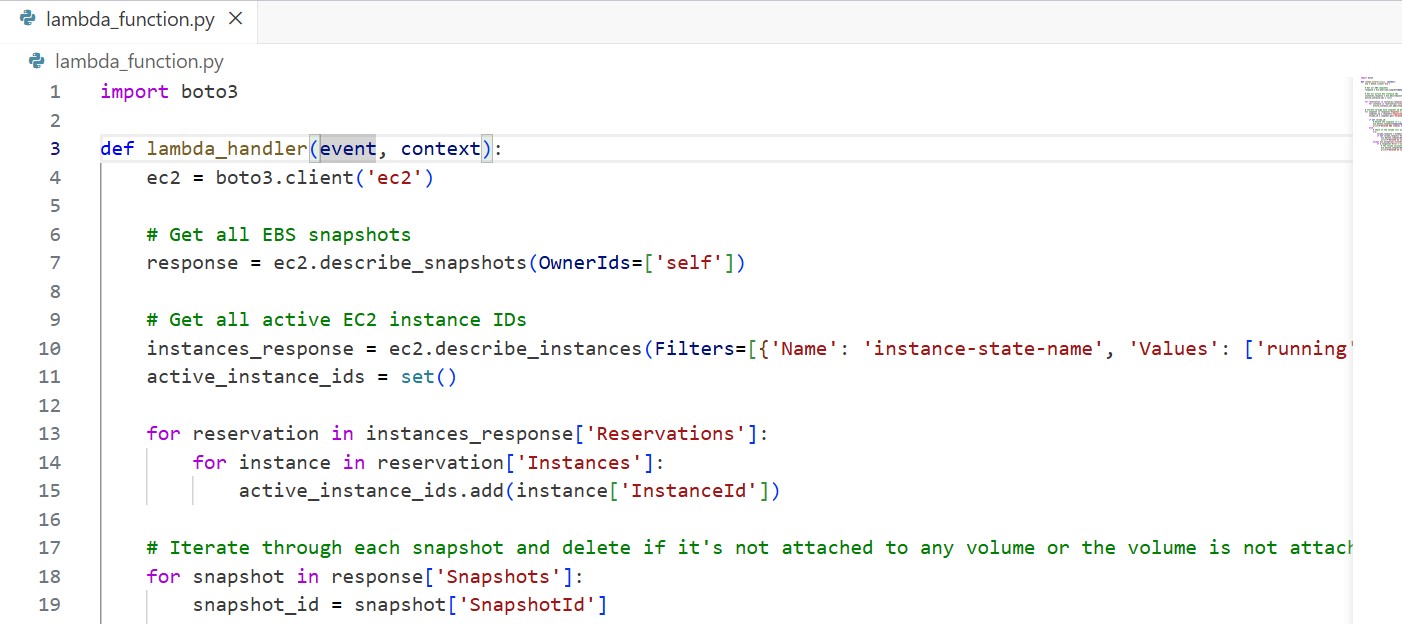 lambda_function.py ×
lambda_function.py
1 import boto3
2
3 def lambda_handler(event, context):
4     ec2 = boto3.client('ec2')
5
6     # Get all EBS snapshots
7     response = ec2.describe_snapshots(OwnerIds=['self'])
8
9     # Get all active EC2 instance IDs
10     instances_response = ec2.describe_instances(Filters=[{'Name': 'instance-state-name', 'Values': ['running'
11     active_instance_ids = set()
12
13     for reservation in instances_response['Reservations']:
14         for instance in reservation['Instances']:
15             active_instance_ids.add(instance['InstanceId'])
16
17     # Iterate through each snapshot and delete if it's not attached to any volume or the volume is not attach
18     for snapshot in response['Snapshots']:
19         snapshot_id = snapshot['SnapshotId']